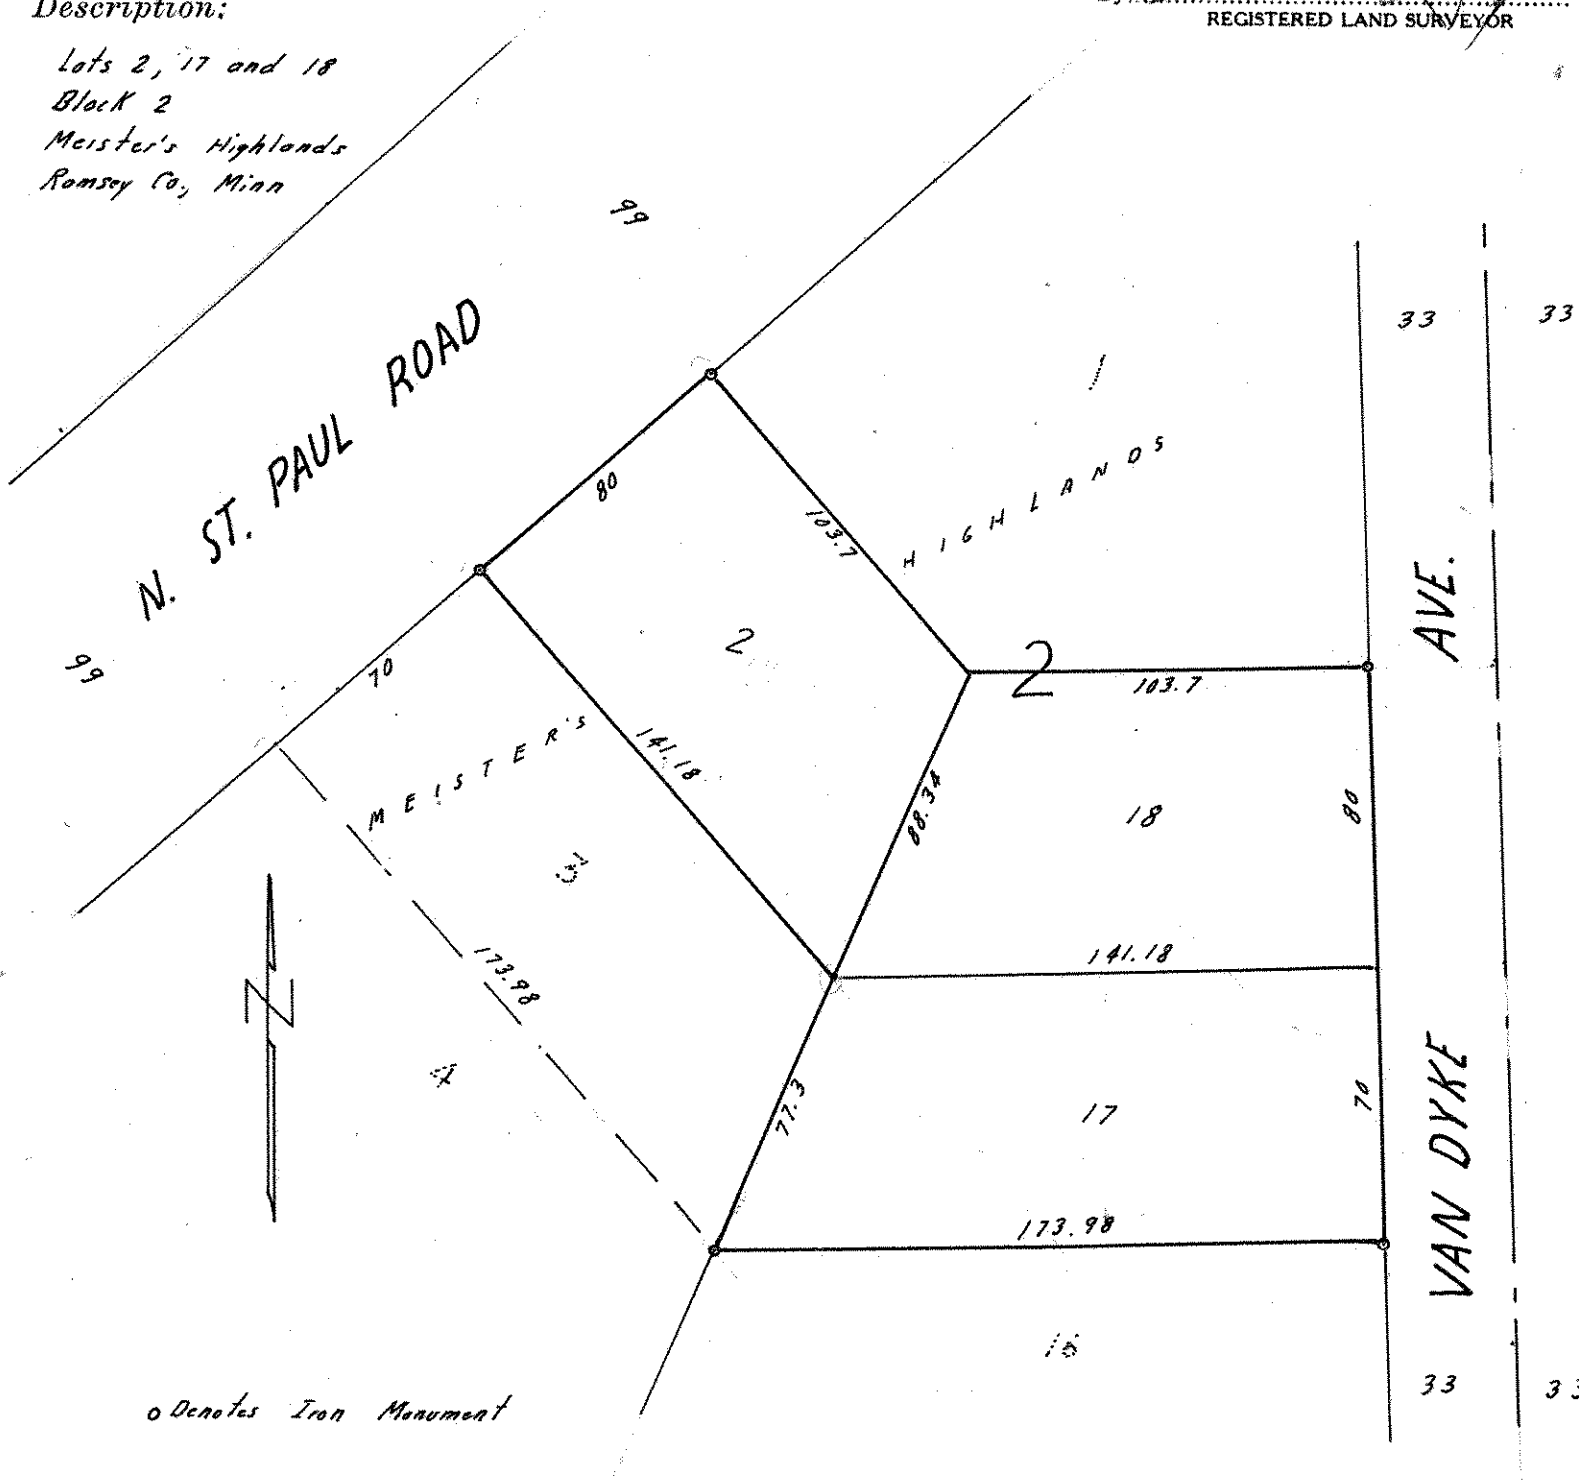 Description:
REGISTERED LAND SURVEYOR
Lots 2, 17 and 18
Block 2
Meister's Highlands
Ramsey Co., Minn
99
33 33
N. ST. PAUL ROAD
1
80
103.7
HIGHLANDS
99
70
2
2
103.7
AVE.
MEISTER'S
141.18
88.34
18
80
3
173.98
141.18
4
77.3
17
70
VAN DYKE
173.98
16
33 33
o Denotes Iron Monument
N